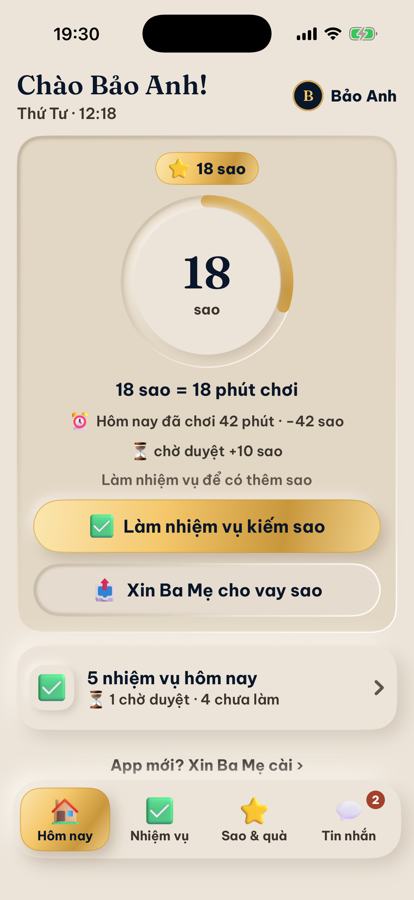 19:30
Chào Bảo Anh!
Thứ Tư · 12:18
B Bảo Anh
18 sao
18
sao
18 sao = 18 phút chơi
Hôm nay đã chơi 42 phút · −42 sao
chờ duyệt +10 sao
Làm nhiệm vụ để có thêm sao
Làm nhiệm vụ kiếm sao
Xin Ba Mẹ cho vay sao
5 nhiệm vụ hôm nay
1 chờ duyệt · 4 chưa làm
App mới? Xin Ba Mẹ cài ›
Hôm nay
Nhiệm vụ
Sao & quà
2
Tin nhắn